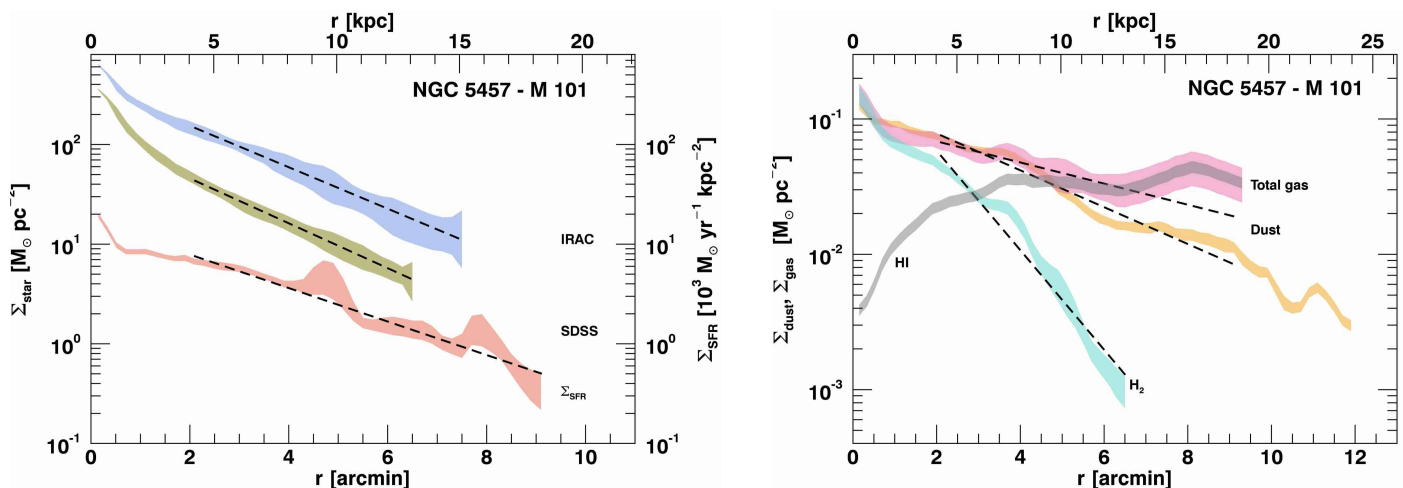 r [kpc]
0 5 10 15 20
NGC 5457 - M 101
10² 10²
10¹ 10¹
10⁰ 10⁰
10⁻¹ 10⁻¹
Σstar [M⊙ pc⁻²]
ΣSFR [10³ M⊙ yr⁻¹ kpc⁻²]
IRAC
SDSS
ΣSFR
0 2 4 6 8 10
r [arcmin]
r [kpc]
0 5 10 15 20 25
NGC 5457 - M 101
10⁻¹
10⁻²
10⁻³
Σdust, Σgas [M⊙ pc⁻²]
Total gas
Dust
HI
H₂
0 2 4 6 8 10 12
r [arcmin]